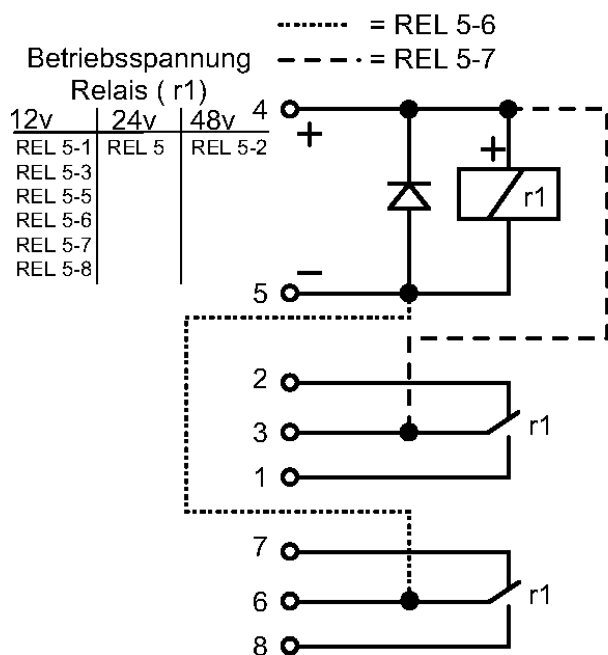 = REL 5-6
= REL 5-7
Betriebsspannung
Relais ( r1)
12v 24v 48v
REL 5-1 REL 5 REL 5-2
REL 5-3
REL 5-5
REL 5-6
REL 5-7
REL 5-8
4
+
+
r1
−
5
2
3
r1
1
7
6
r1
8